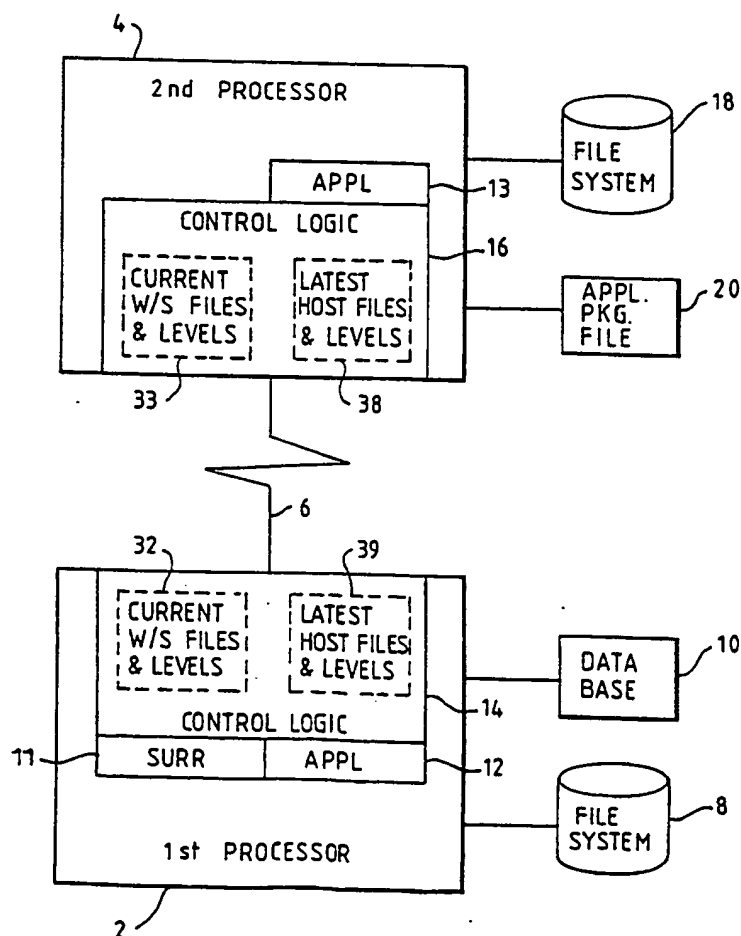 4
2nd PROCESSOR
18
FILE
SYSTEM
APPL
13
CONTROL LOGIC
16
CURRENT
W/S FILES
& LEVELS
LATEST
HOST FILES
& LEVELS
APPL.
PKG.
FILE
20
33
38
6
32
39
CURRENT
W/S FILES
& LEVELS
LATEST
HOST FILES
& LEVELS
DATA
BASE
10
14
CONTROL LOGIC
11
SURR
APPL
12
FILE
SYSTEM
8
1st PROCESSOR
2